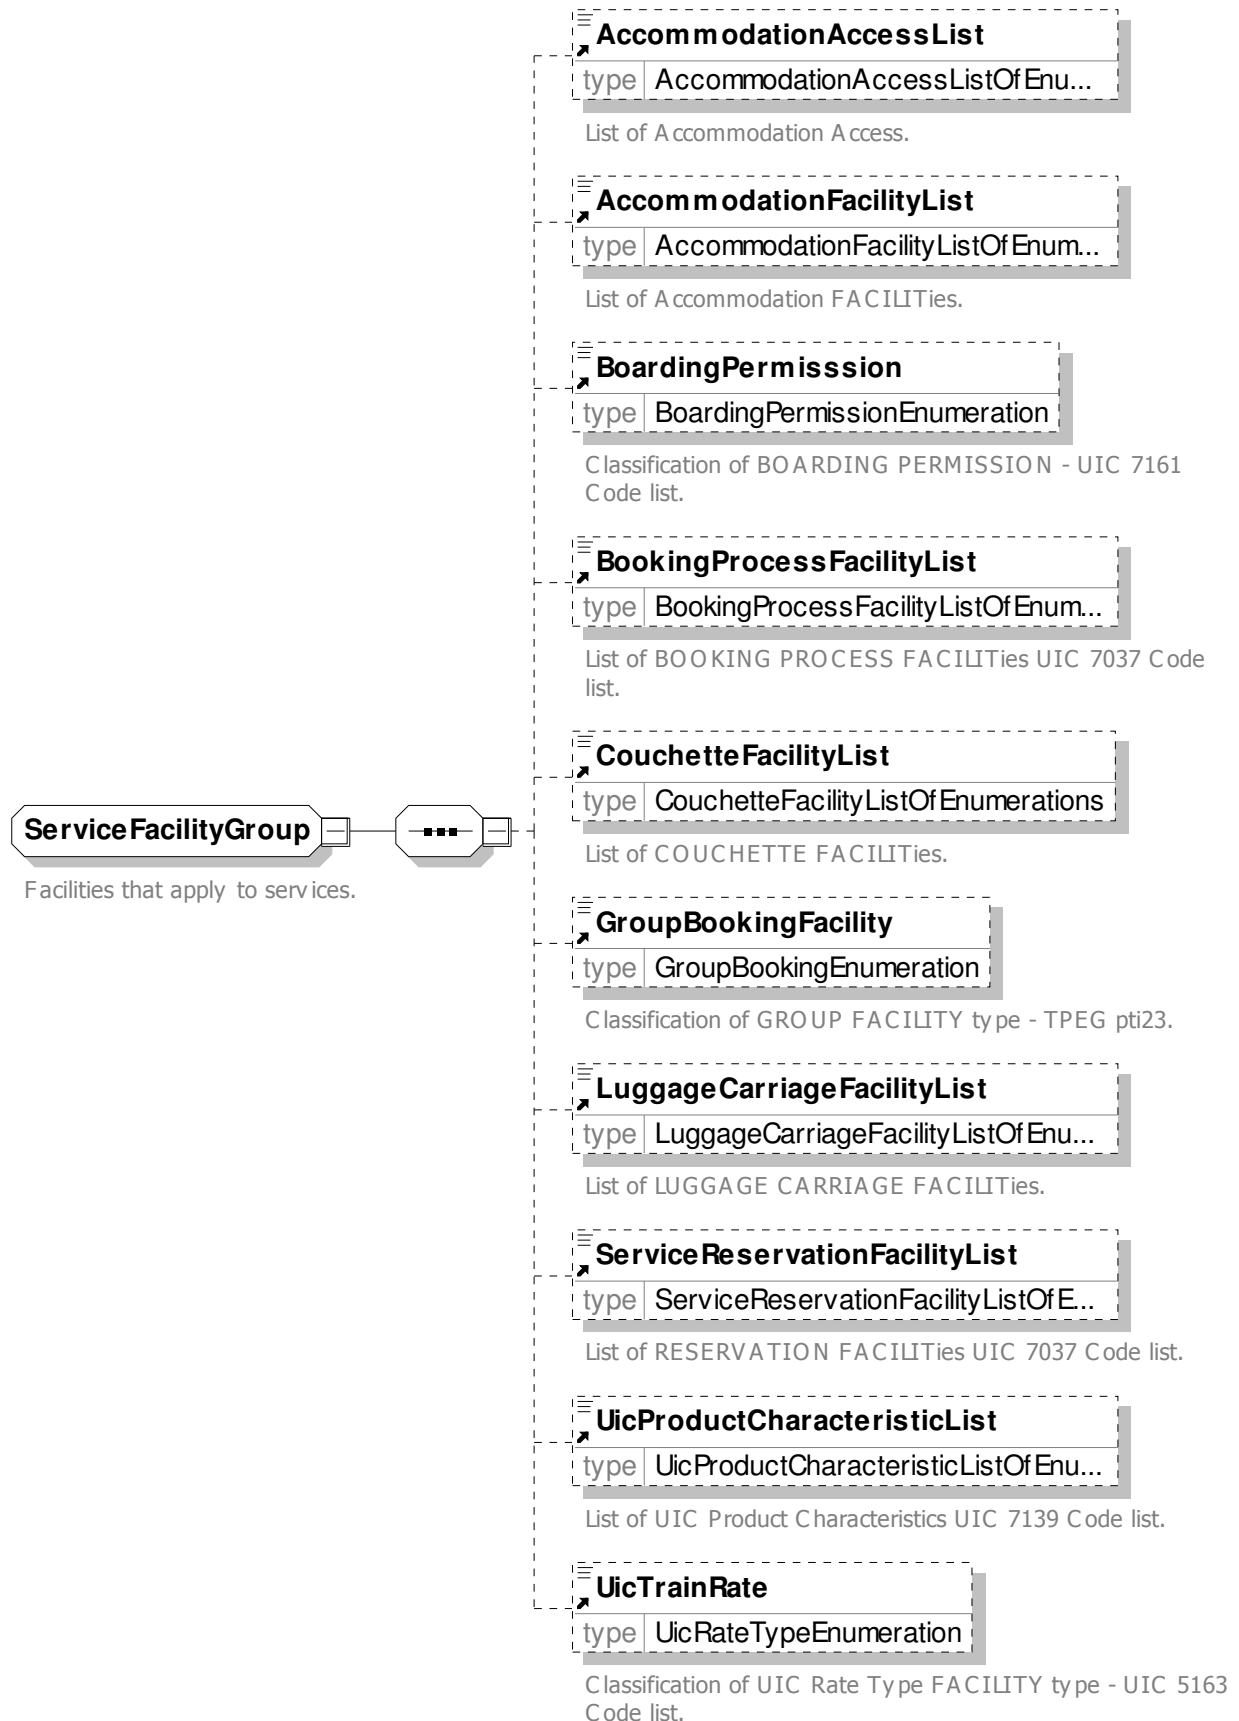 AccommodationAccessList
type AccommodationAccessListOfEnu...
List of Accommodation Access.
AccommodationFacilityList
type AccommodationFacilityListOfEnum...
List of Accommodation FACILITies.
BoardingPermisssion
type BoardingPermissionEnumeration
Classification of BOARDING PERMISSION - UIC 7161
Code list.
BookingProcessFacilityList
type BookingProcessFacilityListOfEnum...
List of BOOKING PROCESS FACILITies UIC 7037 Code
list.
CouchetteFacilityList
type CouchetteFacilityListOfEnumerations
List of COUCHETTE FACILITies.
ServiceFacilityGroup
Facilities that apply to services.
GroupBookingFacility
type GroupBookingEnumeration
Classification of GROUP FACILITY type - TPEG pti23.
LuggageCarriageFacilityList
type LuggageCarriageFacilityListOfEnu...
List of LUGGAGE CARRIAGE FACILITies.
ServiceReservationFacilityList
type ServiceReservationFacilityListOfE...
List of RESERVATION FACILITies UIC 7037 Code list.
UicProductCharacteristicList
type UicProductCharacteristicListOfEnu...
List of UIC Product Characteristics UIC 7139 Code list.
UicTrainRate
type UicRateTypeEnumeration
Classification of UIC Rate Type FACILITY type - UIC 5163
Code list.